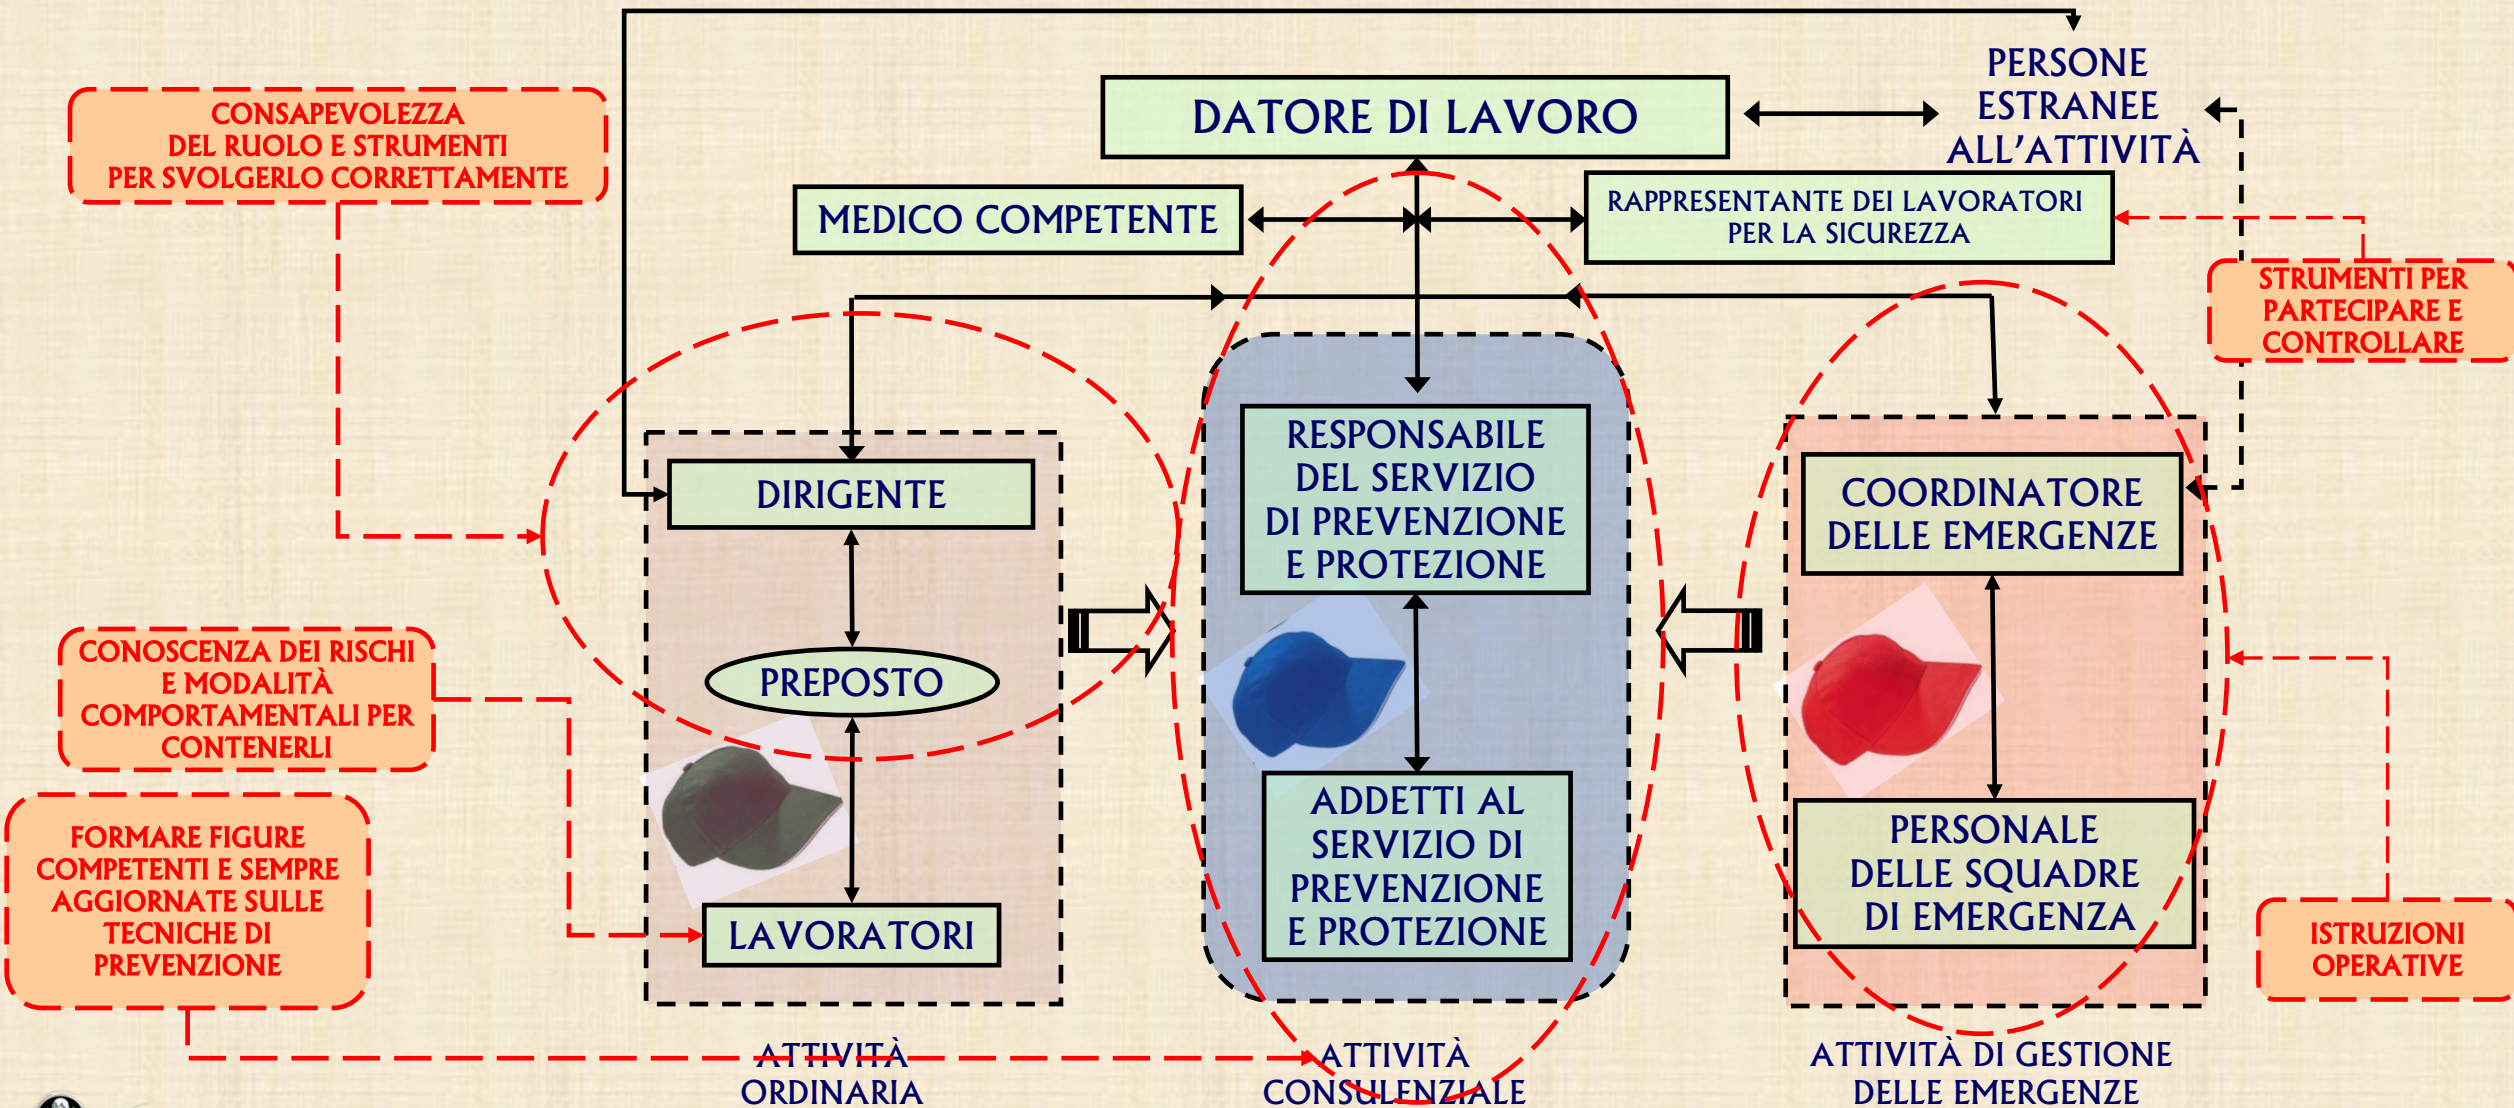 PERSONE
ESTRANEE
ALL'ATTIVITÀ
DATORE DI LAVORO
CONSAPEVOLEZZA
DEL RUOLO E STRUMENTI
PER SVOLGERLO CORRETTAMENTE
MEDICO COMPETENTE
RAPPRESENTANTE DEI LAVORATORI
PER LA SICUREZZA
STRUMENTI PER
PARTECIPARE E
CONTROLLARE
DIRIGENTE
RESPONSABILE
DEL SERVIZIO
DI PREVENZIONE
E PROTEZIONE
COORDINATORE
DELLE EMERGENZE
CONOSCENZA DEI RISCHI
E MODALITÀ
COMPORTAMENTALI PER
CONTENERLI
PREPOSTO
FORMARE FIGURE
COMPETENTI E SEMPRE
AGGIORNATE SULLE
TECNICHE DI
PREVENZIONE
LAVORATORI
ADDETTI AL
SERVIZIO DI
PREVENZIONE
E PROTEZIONE
PERSONALE
DELLE SQUADRE
DI EMERGENZA
ISTRUZIONI
OPERATIVE
ATTIVITÀ
ORDINARIA
ATTIVITÀ
CONSULENZIALE
ATTIVITÀ DI GESTIONE
DELLE EMERGENZE